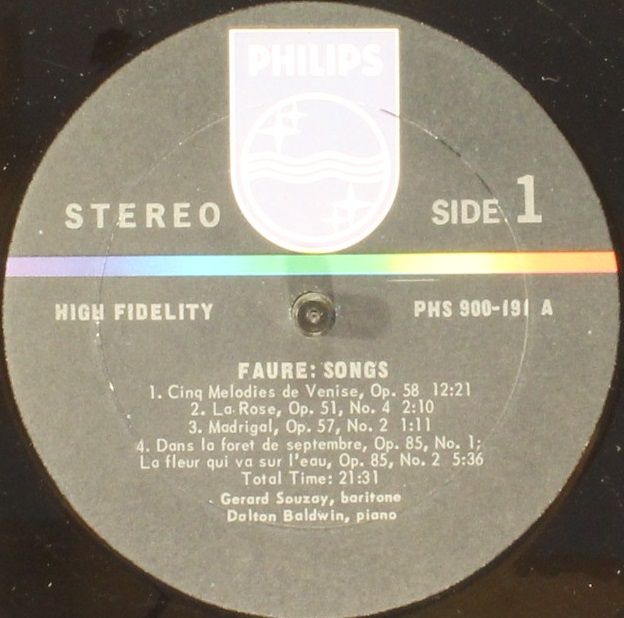 PHILIPS
STEREO
SIDE 1
HIGH FIDELITY
PHS 900-191 A
FAURE: SONGS
1. Cinq Melodies de Venise, Op. 58 12:21
2. La Rose, Op. 51, No. 4 2:10
3. Madrigal, Op. 57, No. 2 1:11
4. Dans la foret de septembre, Op. 85, No. 1;
La fleur qui va sur l'eau, Op. 85, No. 2 5:36
Total Time: 21:31
Gerard Souzay, baritone
Dalton Baldwin, piano